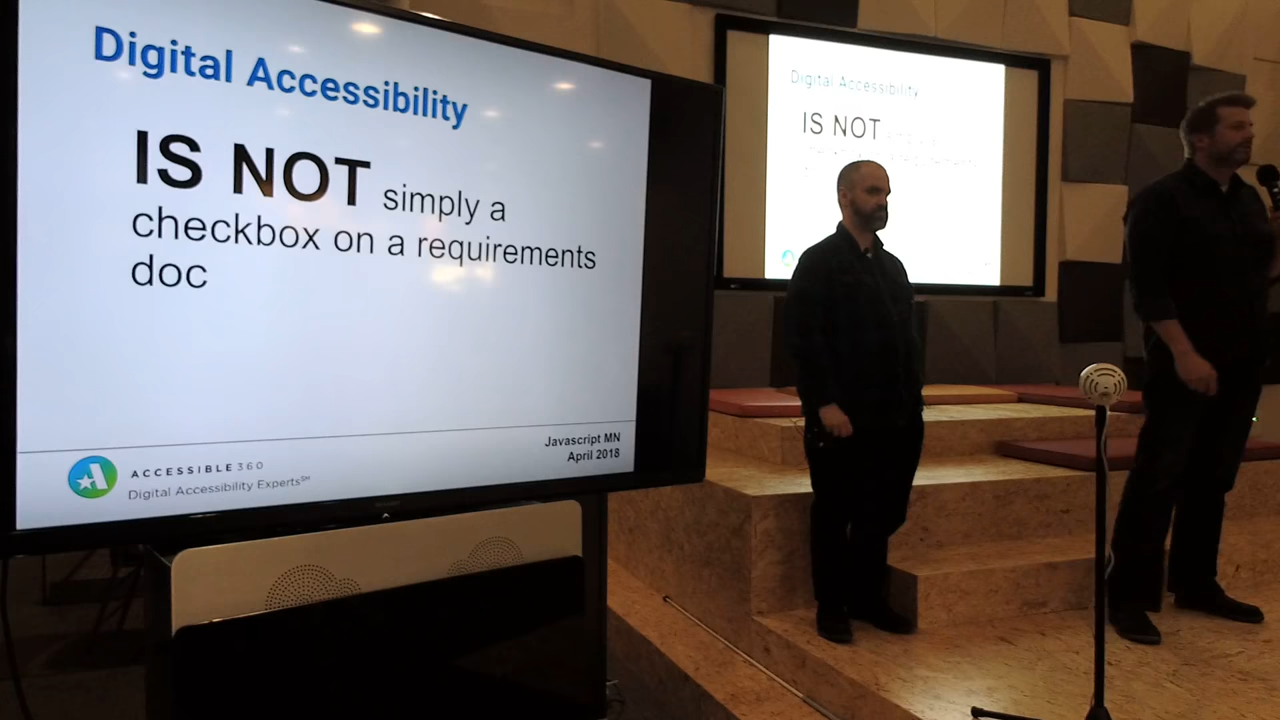 Digital Accessibility
IS NOT simply a
checkbox on a requirements
doc
Javascript MN
April 2018
ACCESSIBLE360
Digital Accessibility Experts℠
Digital Accessibility
IS NOT